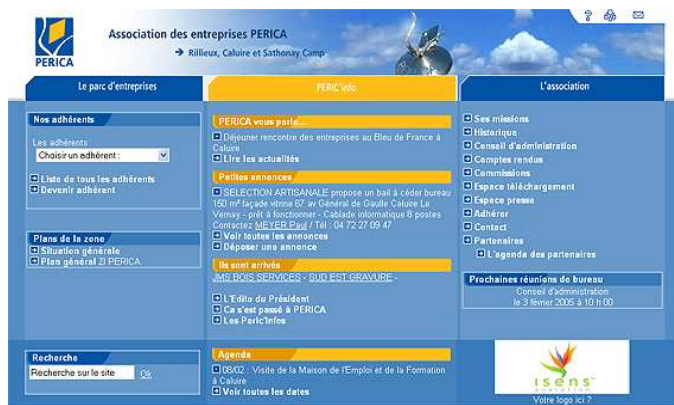 ?
PERICA
Association des entreprises PERICA
Rillieux, Caluire et Sathonay Camp
Le parc d'entreprises
Nos adhérents
Les adhérents
Choisir un adhérent :
Liste de tous les adhérents
Devenir adhérent
Plans de la zone
Situation générale
Plan général ZI PERICA
Recherche
Recherche sur le site
Ok
PERIC'info
PERICA vous parle...
Déjeuner rencontre des entreprises au Bleu de France à
Caluire
Lire les actualités
Petites annonces
SELECTION ARTISANALE propose un bail à céder bureau
150 m² façade vitrine 67 av Général de Gaulle Caluire Le
Vernay - prêt à fonctionner - Cablade informatique 8 postes
Contactez MEYER Paul / Tél : 04 72 27 09 47
Voir toutes les annonces
Déposer une annonce
Ils sont arrivés
JMS BOIS SERVICES - SUD EST GRAVURE -
L'Edito du Président
Ca s'est passé à PERICA
Les Peric'Infos
Agenda
08/02 : Visite de la Maison de l'Emploi et de la Formation
à Caluire
Voir toutes les dates
L'association
Ses missions
Historique
Conseil d'administration
Comptes rendus
Commissions
Espace téléchargement
Espace presse
Adhérer
Contact
Partenaires
L'agenda des partenaires
Prochaines réunions de bureau
Conseil d'administration
le 3 février 2005 à 10 h 00
isens
evolution
Votre logo ici ?